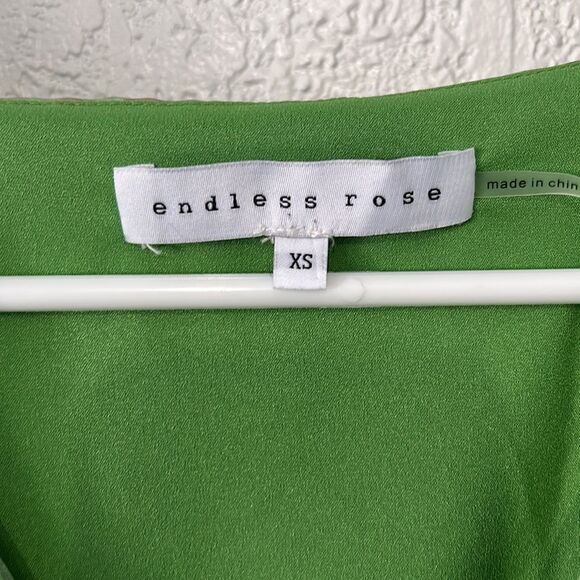 endless rose
made in chin
XS